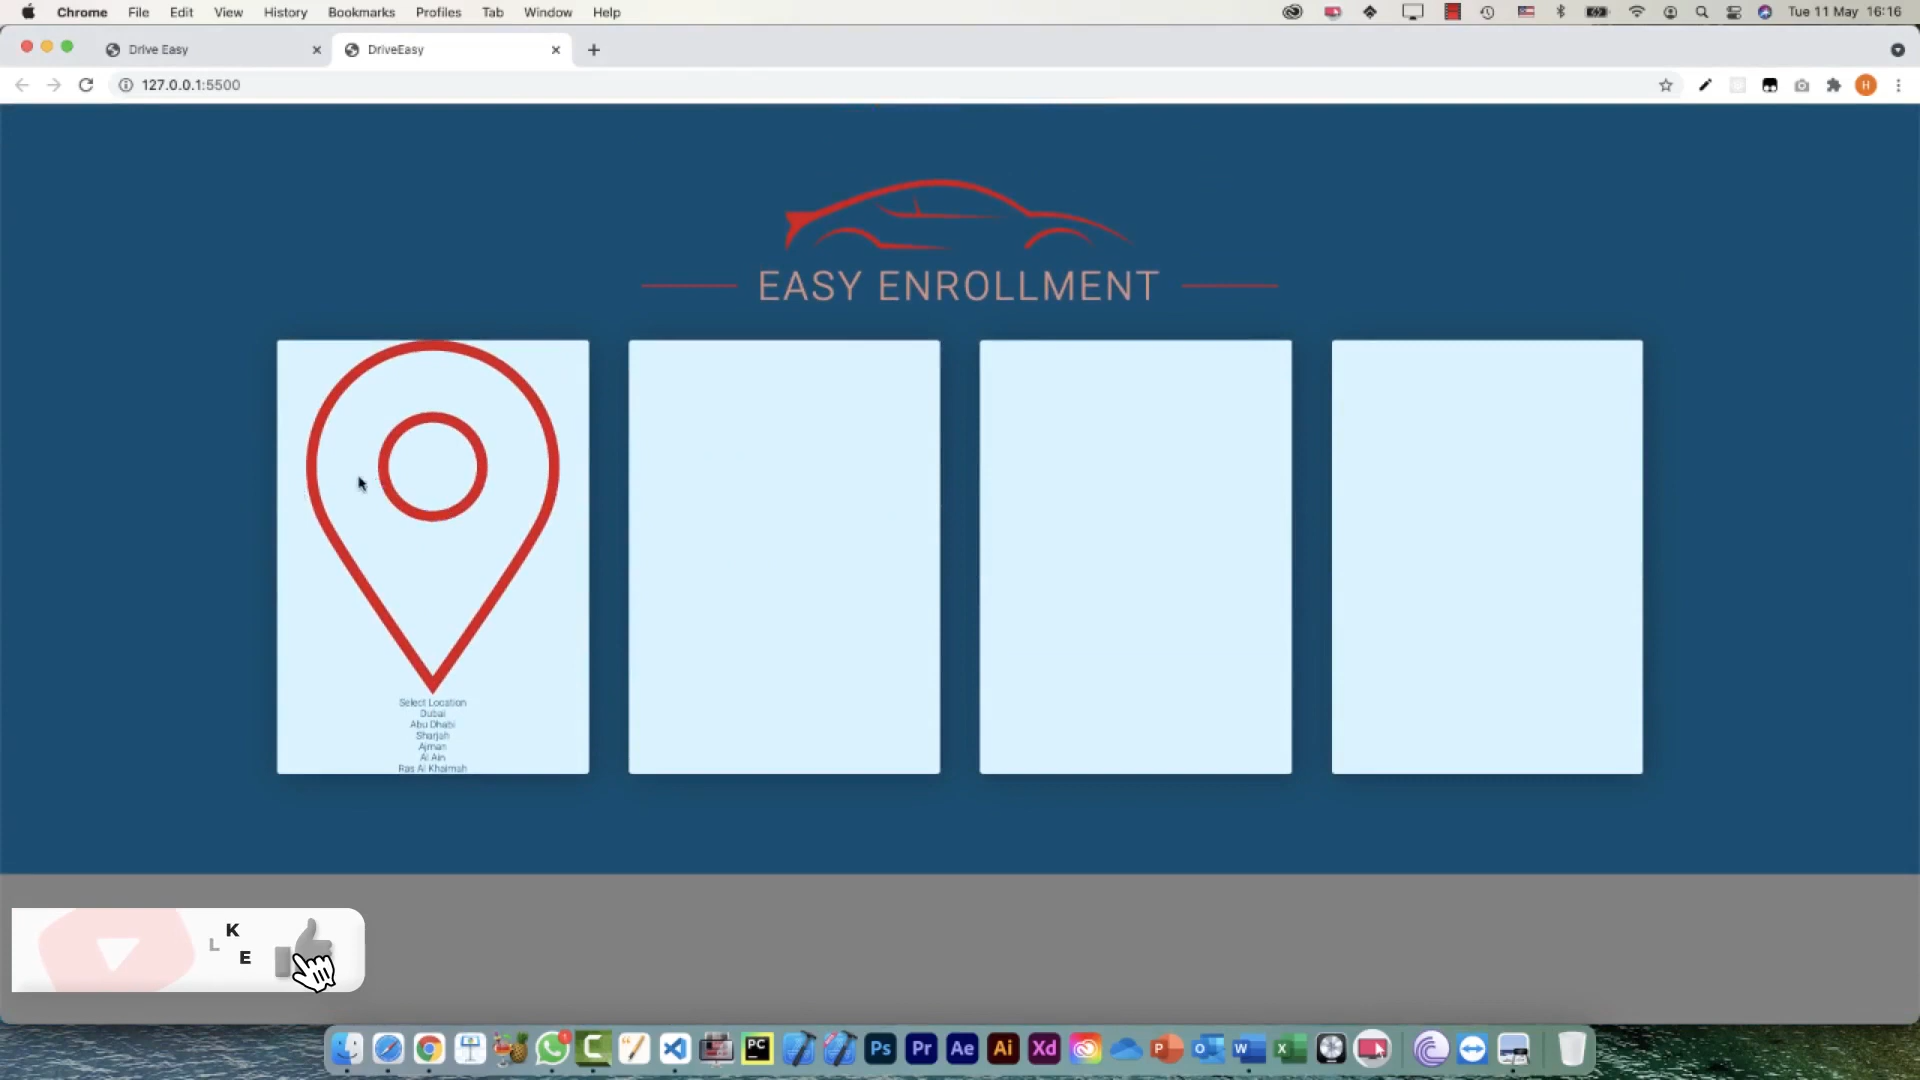 Chrome File Edit View History Bookmarks Profiles Tab Window Help Tue 11 May 16:16
Drive Easy DriveEasy
127.0.0.1:5500 H
EASY ENROLLMENT
Select Location
Dubai
Abu Dhabi
Sharjah
Ajman
Al Ain
Ras Al Khaimah
L K E
C PC Ps Pr Ae Ai Xd P O W X